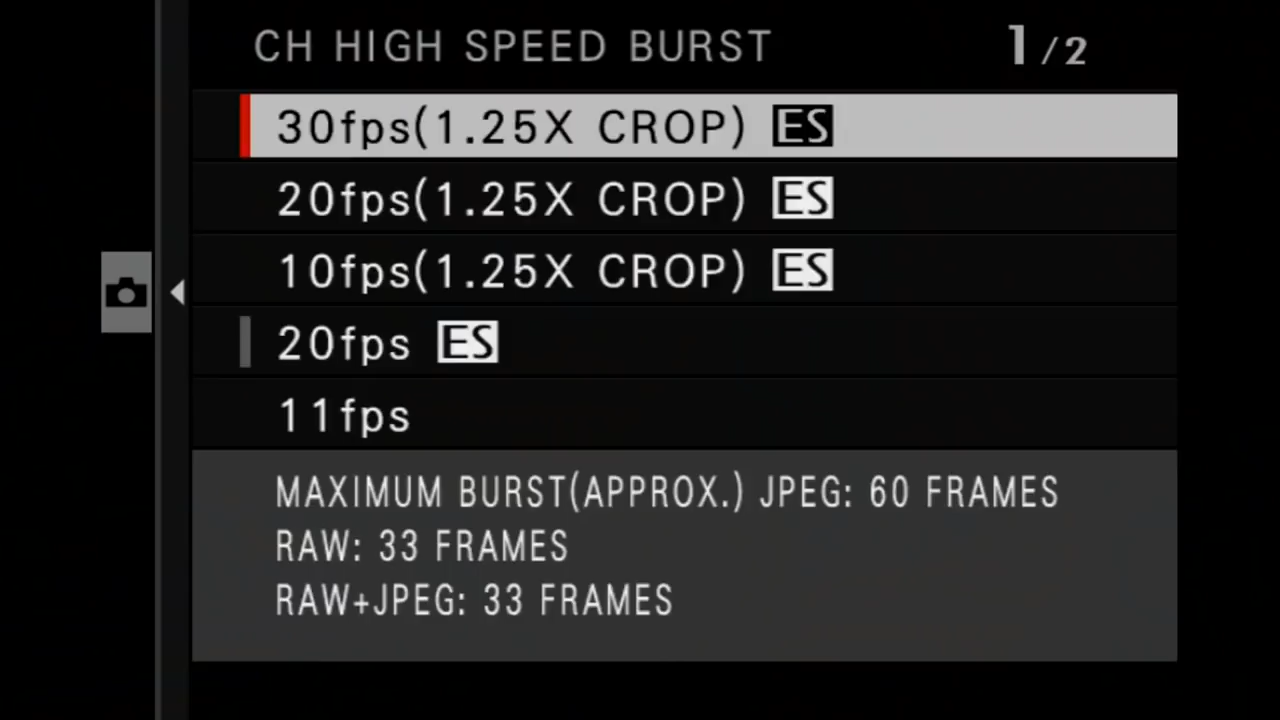 CH HIGH SPEED BURST 1/2
30fps(1.25X CROP) ES
20fps(1.25X CROP) ES
10fps(1.25X CROP) ES
20fps ES
11fps
MAXIMUM BURST(APPROX.) JPEG: 60 FRAMES
RAW: 33 FRAMES
RAW+JPEG: 33 FRAMES